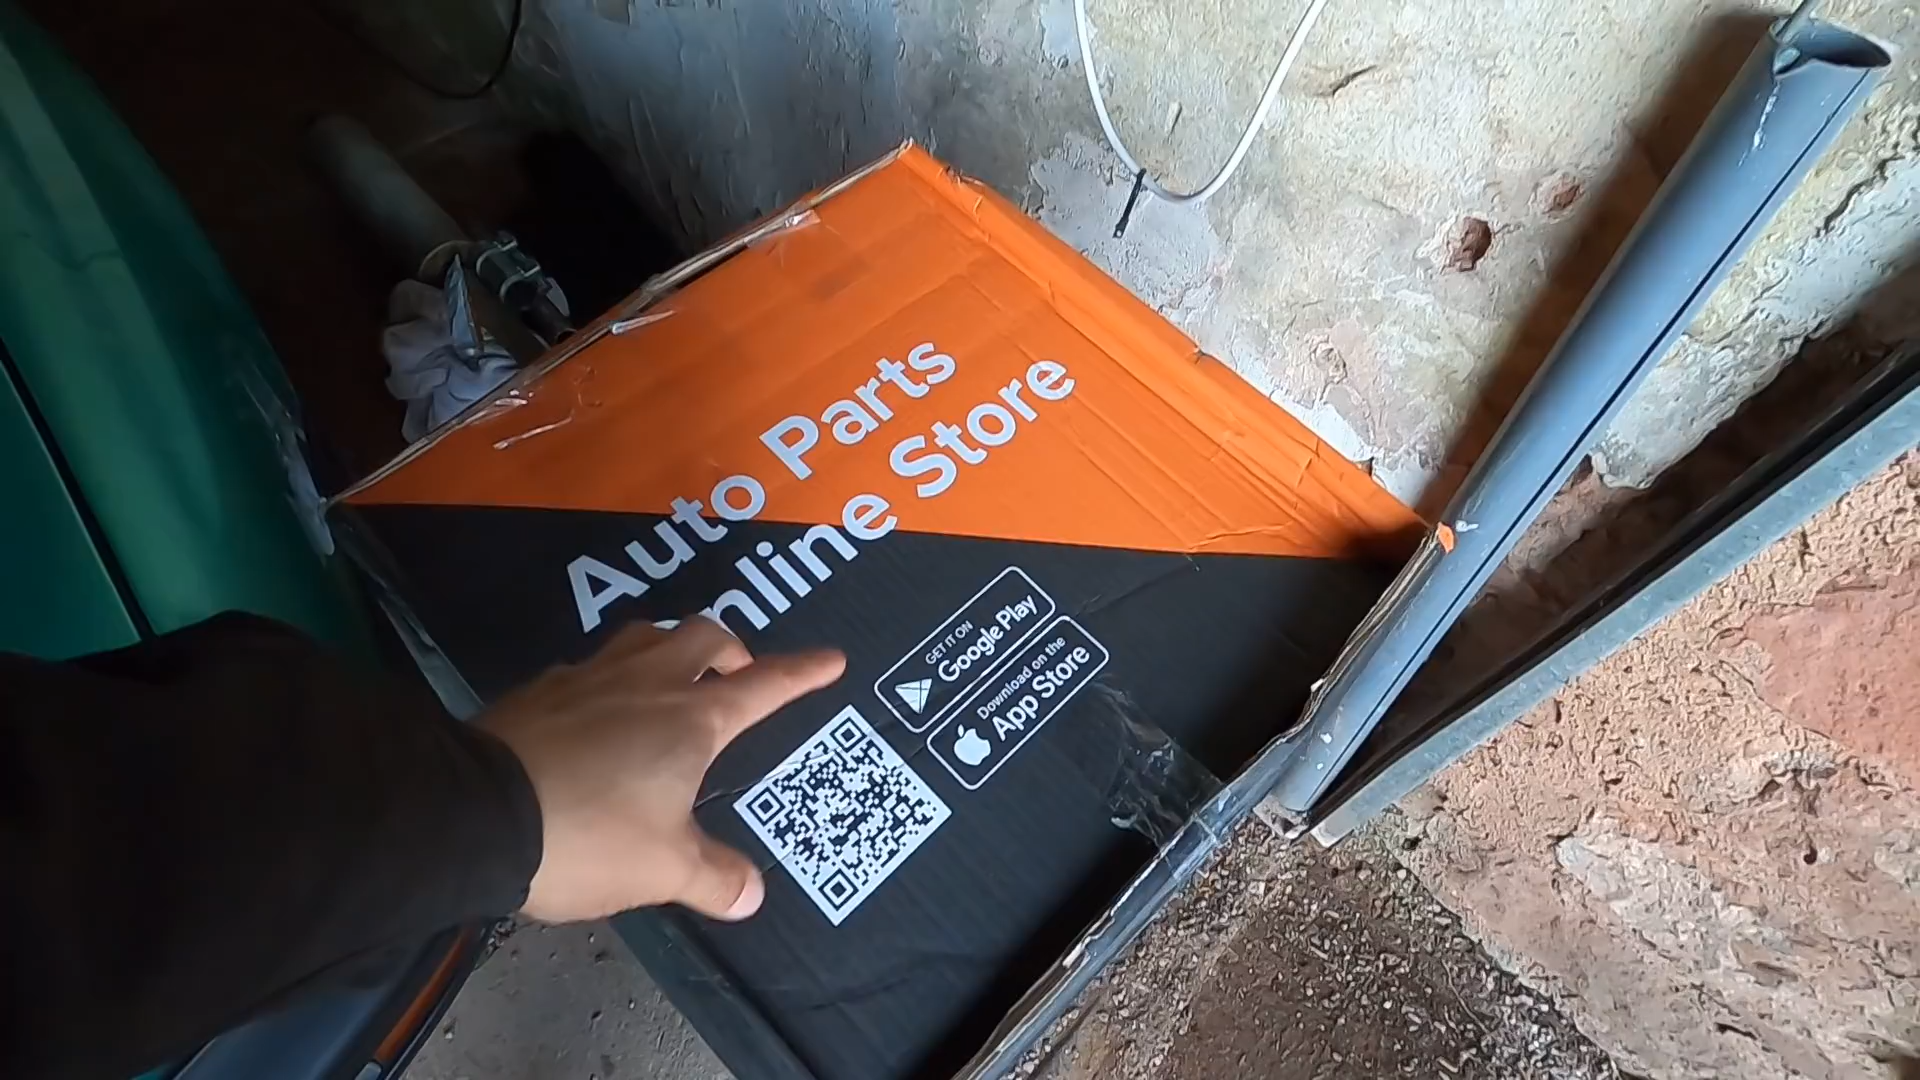 Auto Parts
Online Store
GET IT ON
Google Play
Download on the
App Store